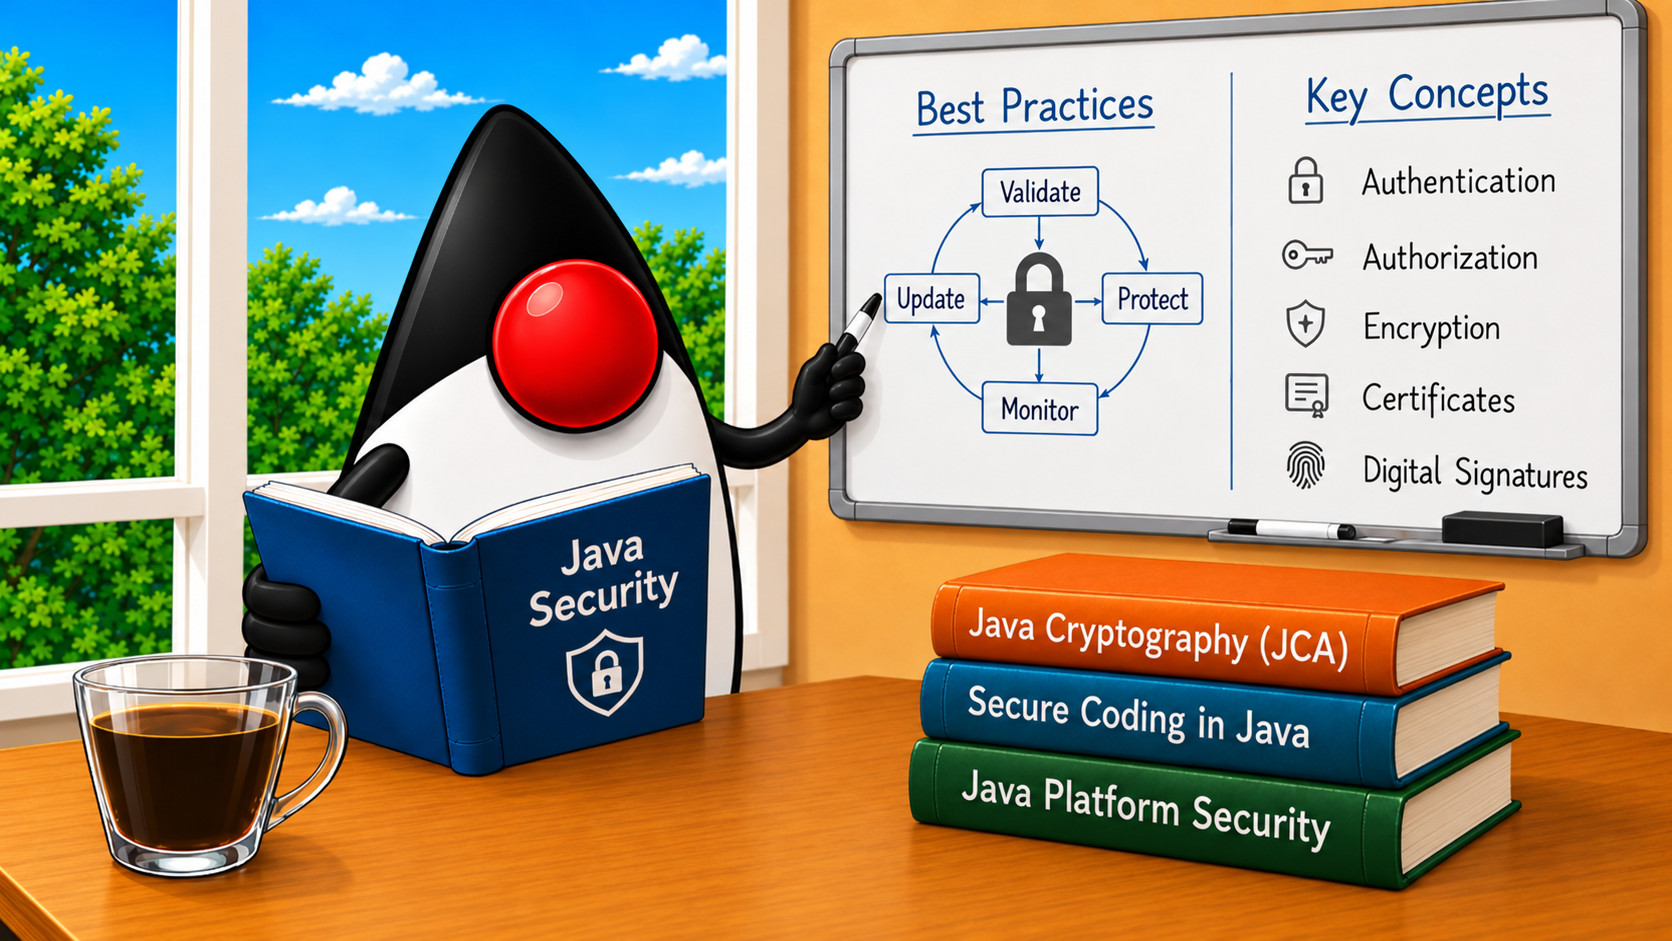 Best Practices
Validate
Update
Protect
Monitor
Key Concepts
Authentication
Authorization
Encryption
Certificates
Digital Signatures
Java
Security
Java Cryptography (JCA)
Secure Coding in Java
Java Platform Security